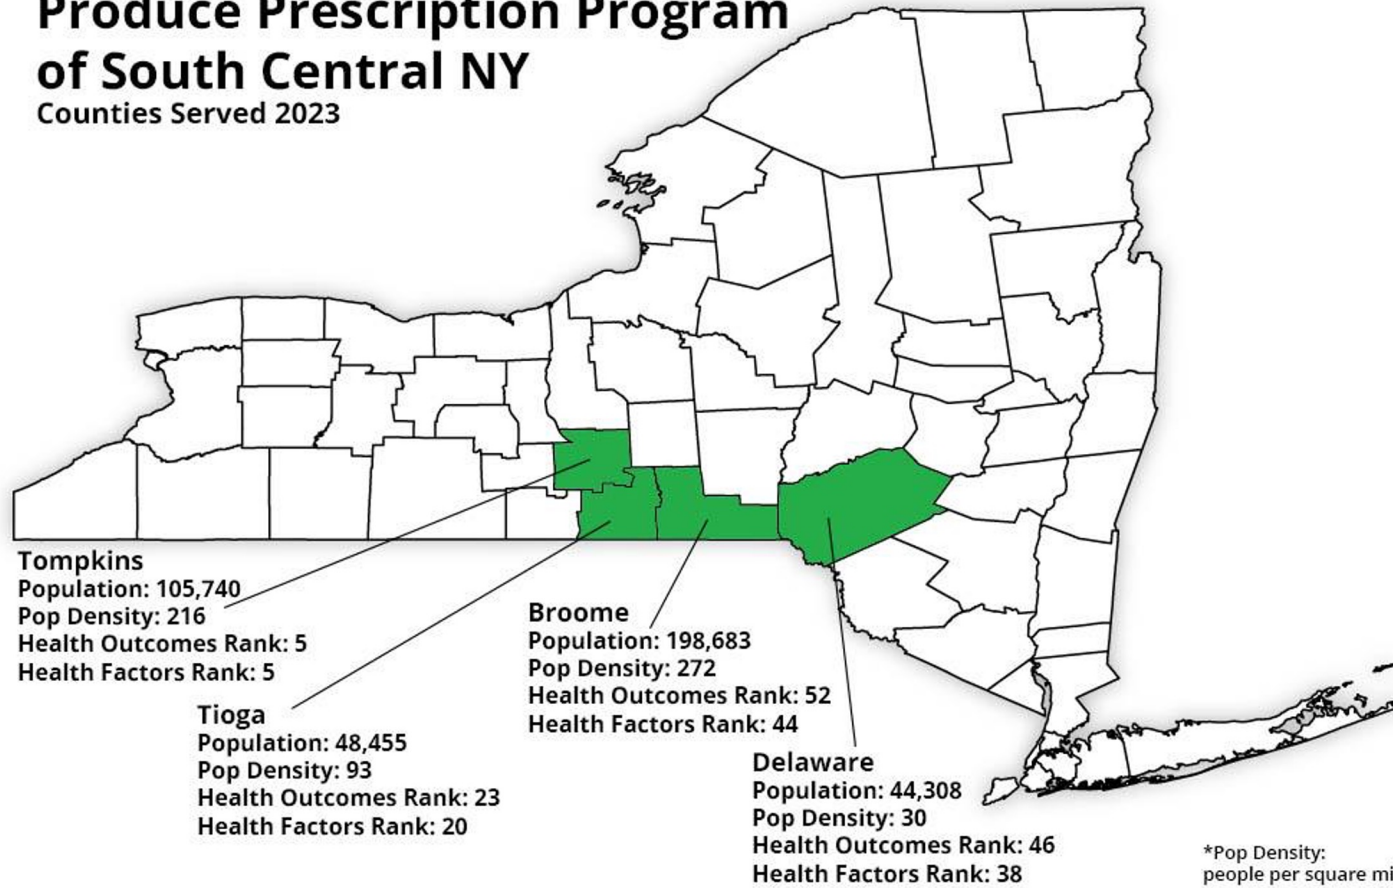 Produce Prescription Program
of South Central NY
Counties Served 2023
Tompkins
Population: 105,740
Pop Density: 216
Health Outcomes Rank: 5
Health Factors Rank: 5
Tioga
Population: 48,455
Pop Density: 93
Health Outcomes Rank: 23
Health Factors Rank: 20
Broome
Population: 198,683
Pop Density: 272
Health Outcomes Rank: 52
Health Factors Rank: 44
Delaware
Population: 44,308
Pop Density: 30
Health Outcomes Rank: 46
Health Factors Rank: 38
*Pop Density:
people per square mi